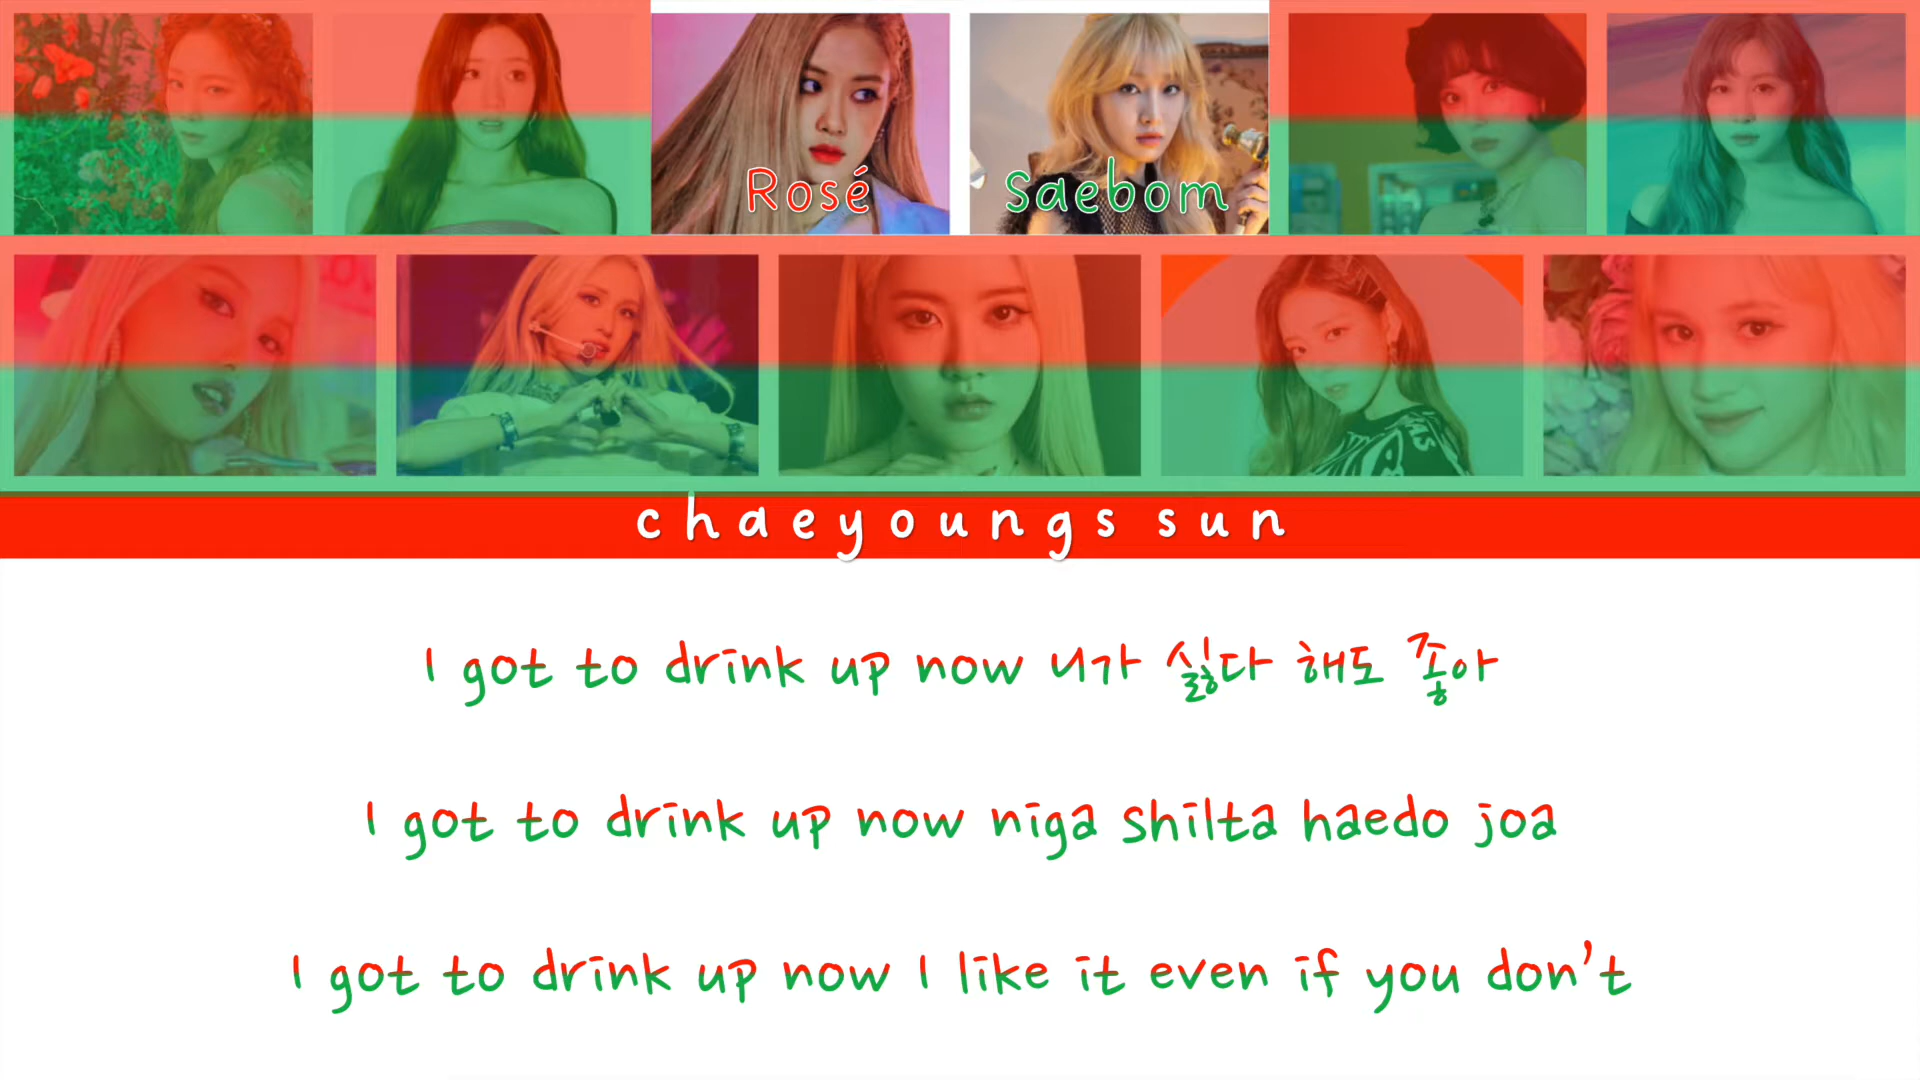 Rosé
Saebom
chaeyoungs sun
I got to drink up now 니가 싫다 해도 좋아
I got to drink up now niga shilta haedo joa
I got to drink up now I like it even if you don't